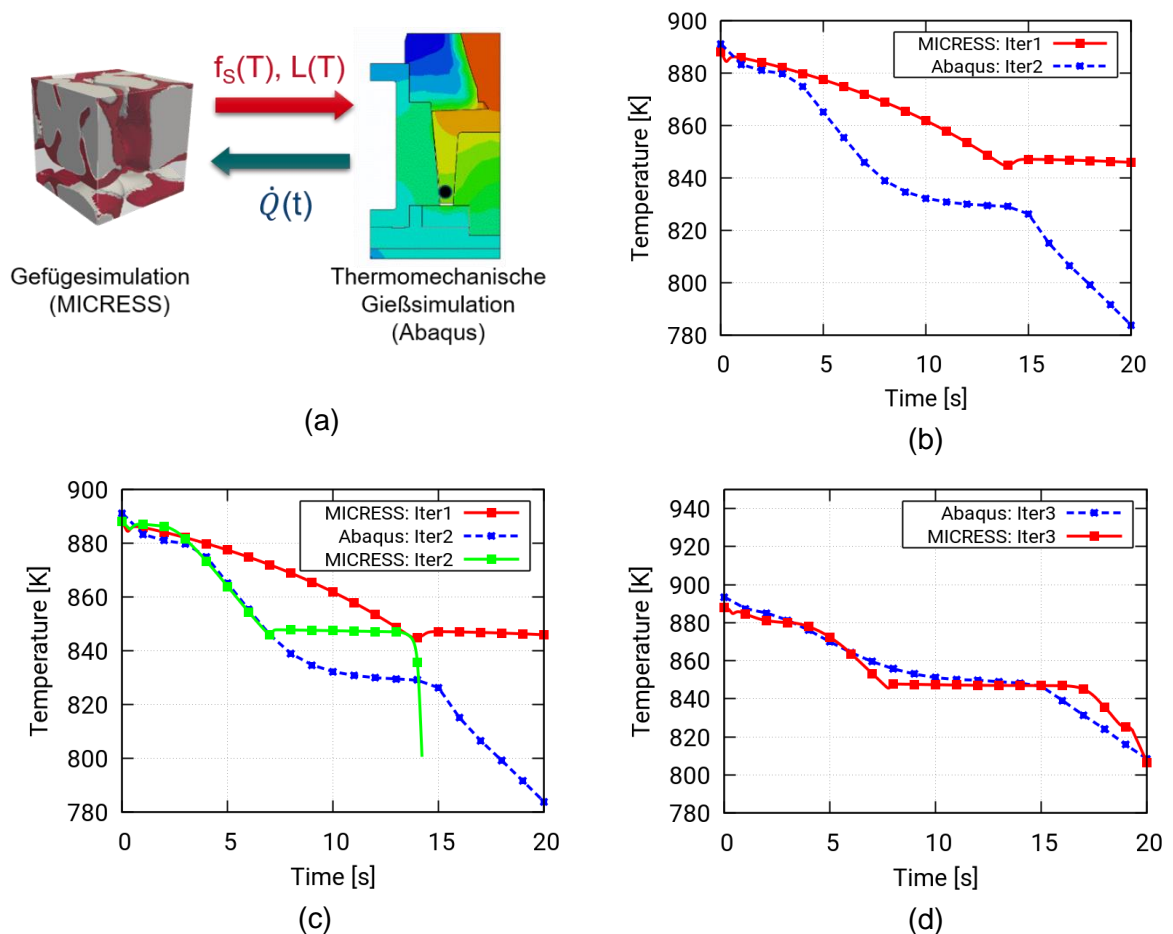 f_S(T), L(T)
Q̇(t)
Gefügesimulation
(MICRESS)
Thermomechanische
Gießsimulation
(Abaqus)
(a)
900
880
860
840
820
800
780
0 5 10 15 20
Temperature [K]
Time [s]
MICRESS: Iter1
Abaqus: Iter2
(b)
900
880
860
840
820
800
780
0 5 10 15 20
Temperature [K]
Time [s]
MICRESS: Iter1
Abaqus: Iter2
MICRESS: Iter2
(c)
940
920
900
880
860
840
820
800
780
0 5 10 15 20
Temperature [K]
Time [s]
Abaqus: Iter3
MICRESS: Iter3
(d)